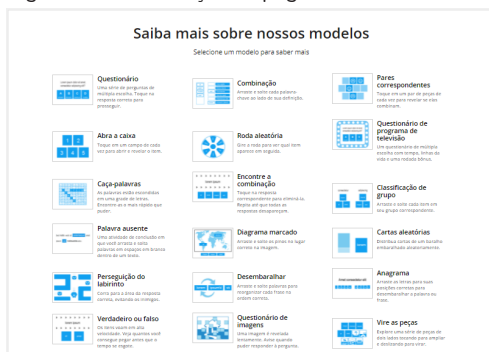 Saiba mais sobre nossos modelos
Selecione um modelo para saber mais
Questionário
Uma série de perguntas de
múltipla escolha. Toque na
resposta correta para
prosseguir.
Combinação
Arraste e solte cada palavra-
chave ao lado de sua definição.
Pares
correspondentes
Toque em um par de peças de
cada vez para revelar se elas
combinam.
Abra a caixa
Toque em um campo de cada
vez para abrir e revelar o item.
Roda aleatória
Gire a roda para ver qual item
aparece em seguida.
Questionário de
programa de
televisão
Um questionário de múltipla
escolha com tempo, linhas da
vida e uma rodada bônus.
Caça-palavras
As palavras estão escondidas
em uma grade de letras.
Encontre-as o mais rápido que
puder.
Encontre a
combinação
Toque na resposta
correspondente para eliminá-la.
Repita até que todas as
respostas desapareçam.
Classificação de
grupo
Arraste e solte cada item em
seu grupo correspondente.
Palavra ausente
Uma atividade de conclusão em
que você arrasta e solta
palavras em espaços em branco
dentro de um texto.
Diagrama marcado
Arraste e solte os pinos no lugar
correto na imagem.
Cartas aleatórias
Distribua cartas de um baralho
embaralhado aleatoriamente.
Perseguição do
labirinto
Corra para a área da resposta
correta, evitando os inimigos.
Desembaralhar
Arraste e solte palavras para
reorganizar cada frase na
ordem correta.
Anagrama
Arraste as letras para suas
posições corretas para
desembaralhar a palavra ou
frase.
Verdadeiro ou falso
Os itens voam em alta
velocidade. Veja quantos você
consegue pegar antes que o
tempo se esgote.
Questionário de
imagens
Uma imagem é revelada
lentamente. Avise quando
puder responder à pergunta.
Vire as peças
Explore uma série de peças de
dois lados tocando para ampliar
e deslizando para virar.